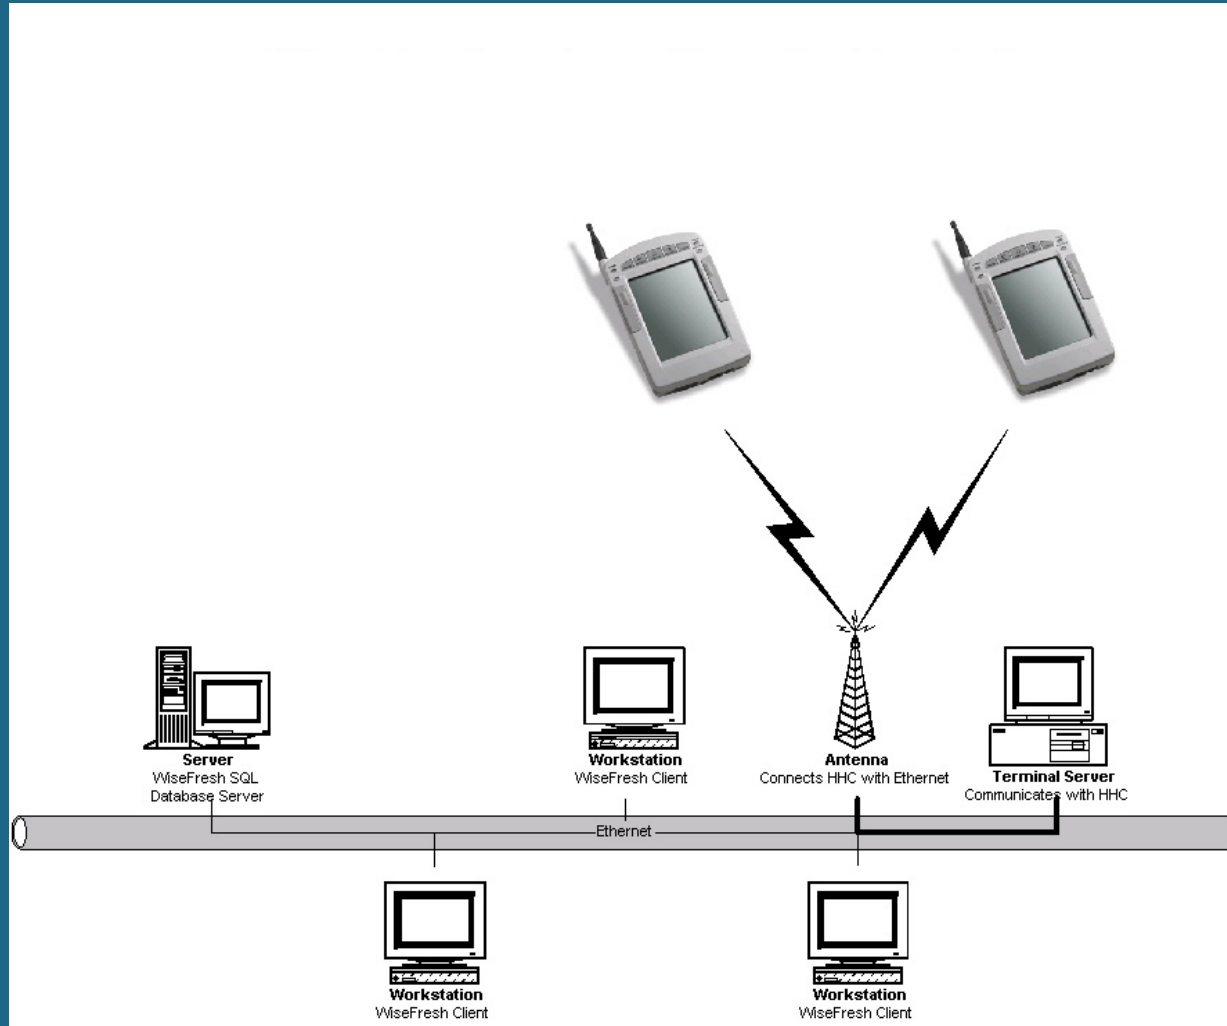 Server
WiseFresh SQL
Database Server
Workstation
WiseFresh Client
Antenna
Connects HHC with Ethernet
Terminal Server
Communicates with HHC
Ethernet
Workstation
WiseFresh Client
Workstation
WiseFresh Client